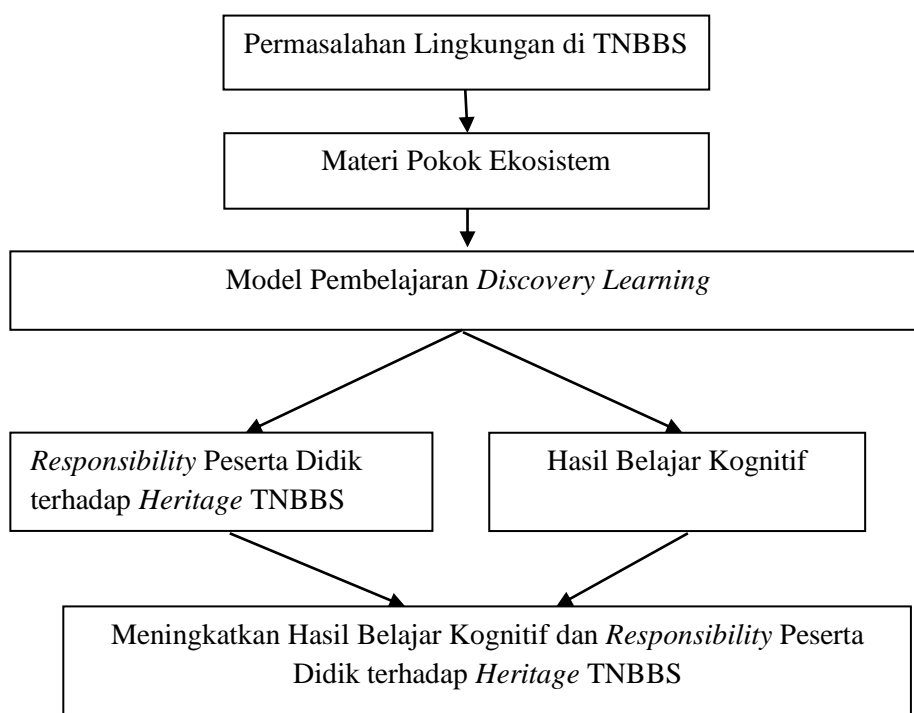 Permasalahan Lingkungan di TNBBS
Materi Pokok Ekosistem
Model Pembelajaran Discovery Learning
Responsibility Peserta Didik
terhadap Heritage TNBBS
Hasil Belajar Kognitif
Meningkatkan Hasil Belajar Kognitif dan Responsibility Peserta
Didik terhadap Heritage TNBBS